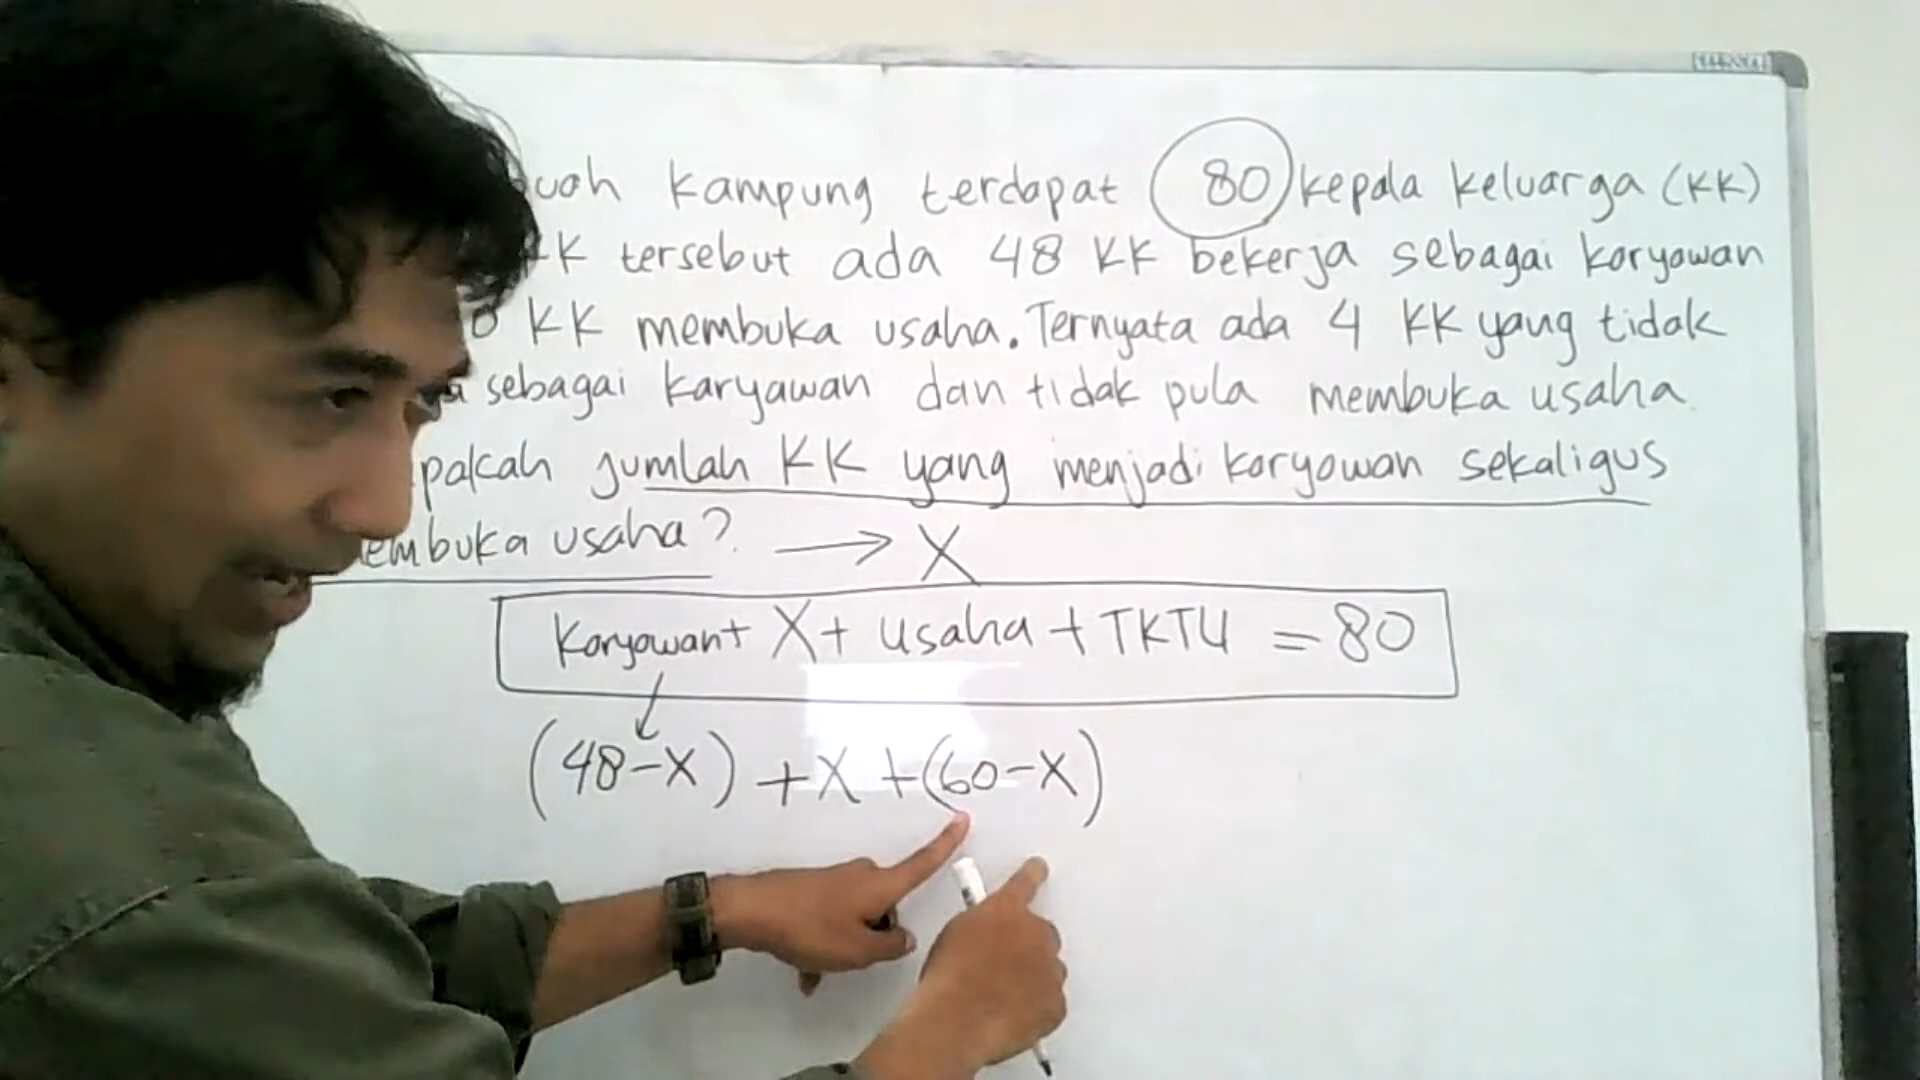 kampung terdapat 80 kepala keluarga (KK)
KK tersebut ada 48 KK bekerja sebagai karyawan
KK membuka usaha. Ternyata ada 4 KK yang tidak
sebagai karyawan dan tidak pula membuka usaha
pakah jumlah KK yang menjadi karyawan sekaligus
embuka usaha? → X
Karyawan + X + Usaha + TKTU = 80
(48-X) + X + (60-X)